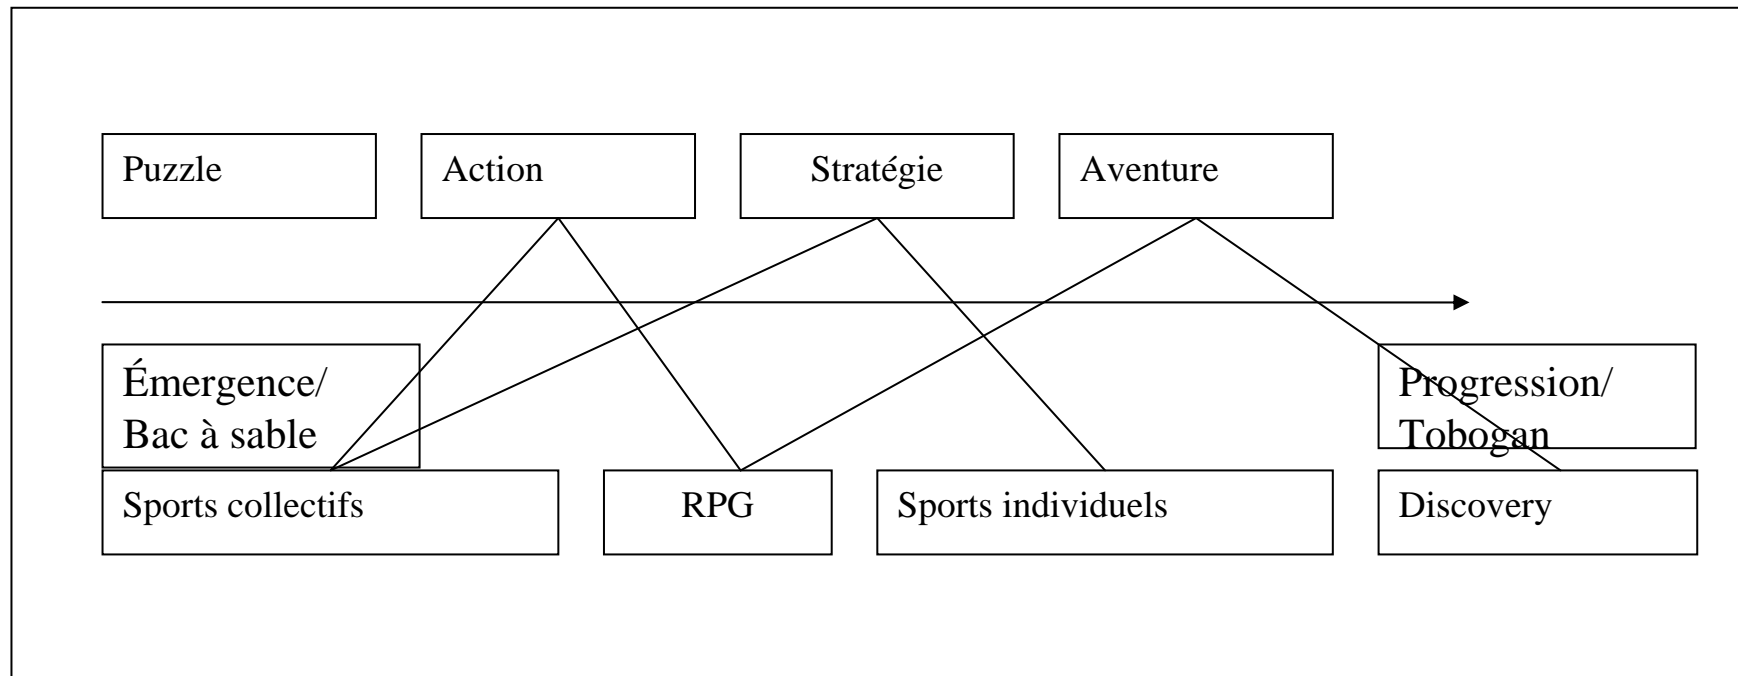 Puzzle
Action
Stratégie
Aventure
Émergence/
Bac à sable
Progression/
Tobogan
Sports collectifs
RPG
Sports individuels
Discovery